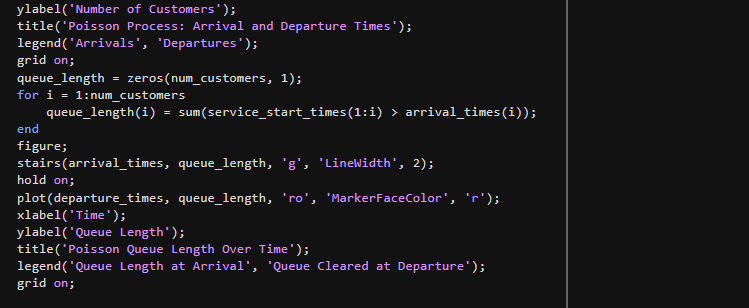 ylabel('Number of Customers');
title('Poisson Process: Arrival and Departure Times');
legend('Arrivals', 'Departures');
grid on;
queue_length = zeros(num_customers, 1);
for i = 1:num_customers
    queue_length(i) = sum(service_start_times(1:i) > arrival_times(i));
end
figure;
stairs(arrival_times, queue_length, 'g', 'LineWidth', 2);
hold on;
plot(departure_times, queue_length, 'ro', 'MarkerFaceColor', 'r');
xlabel('Time');
ylabel('Queue Length');
title('Poisson Queue Length Over Time');
legend('Queue Length at Arrival', 'Queue Cleared at Departure');
grid on;